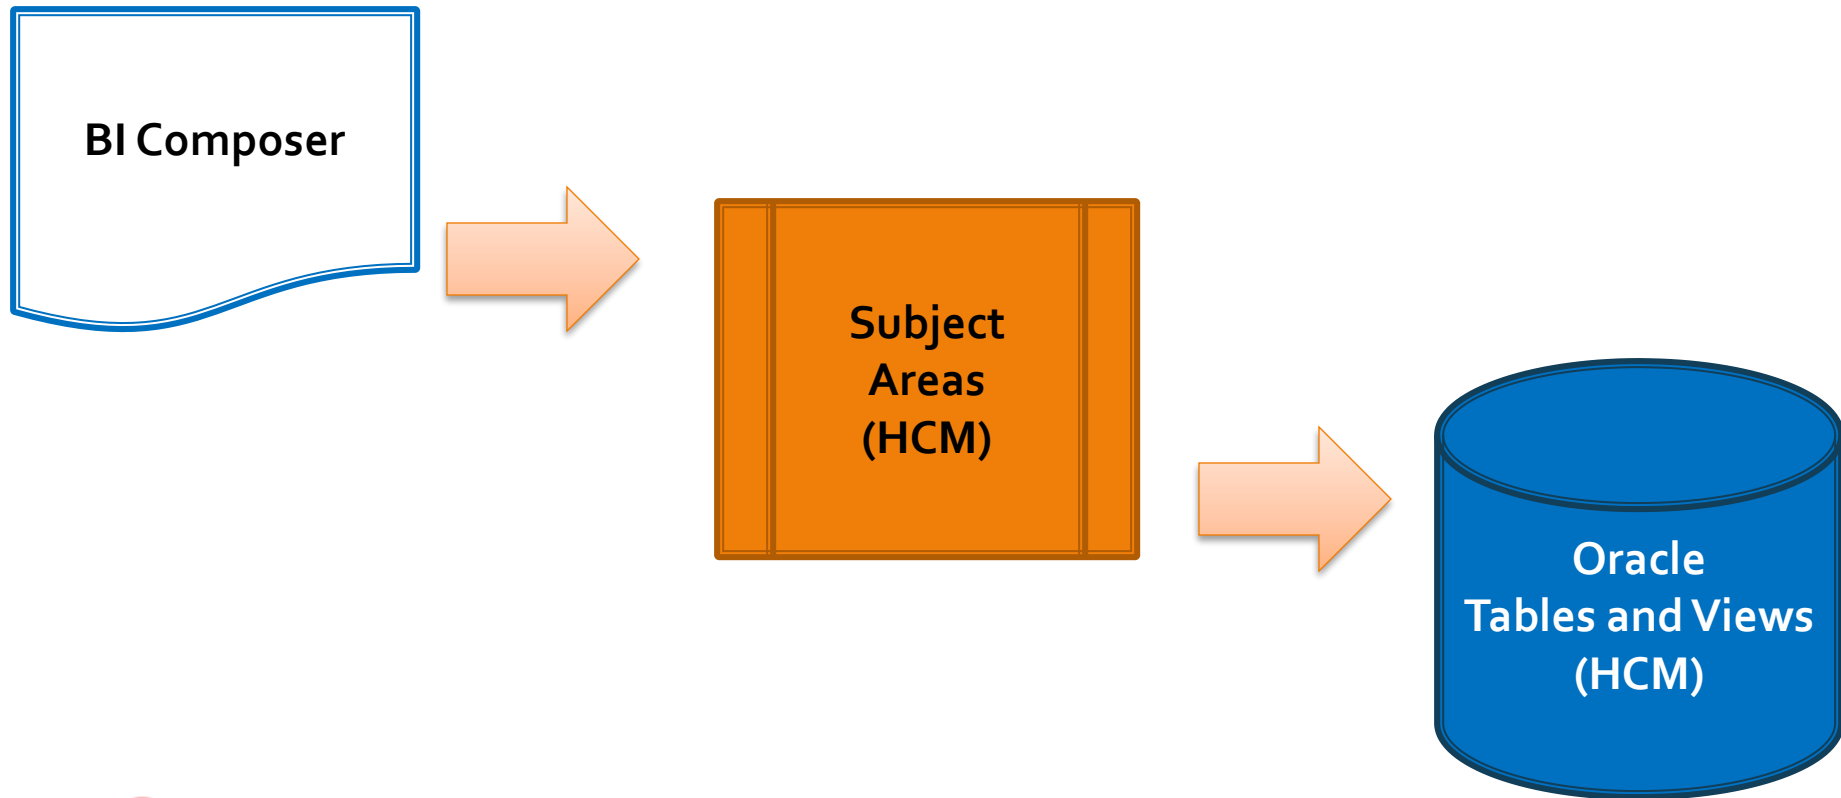 BI Composer
Subject
Areas
(HCM)
Oracle
Tables and Views
(HCM)